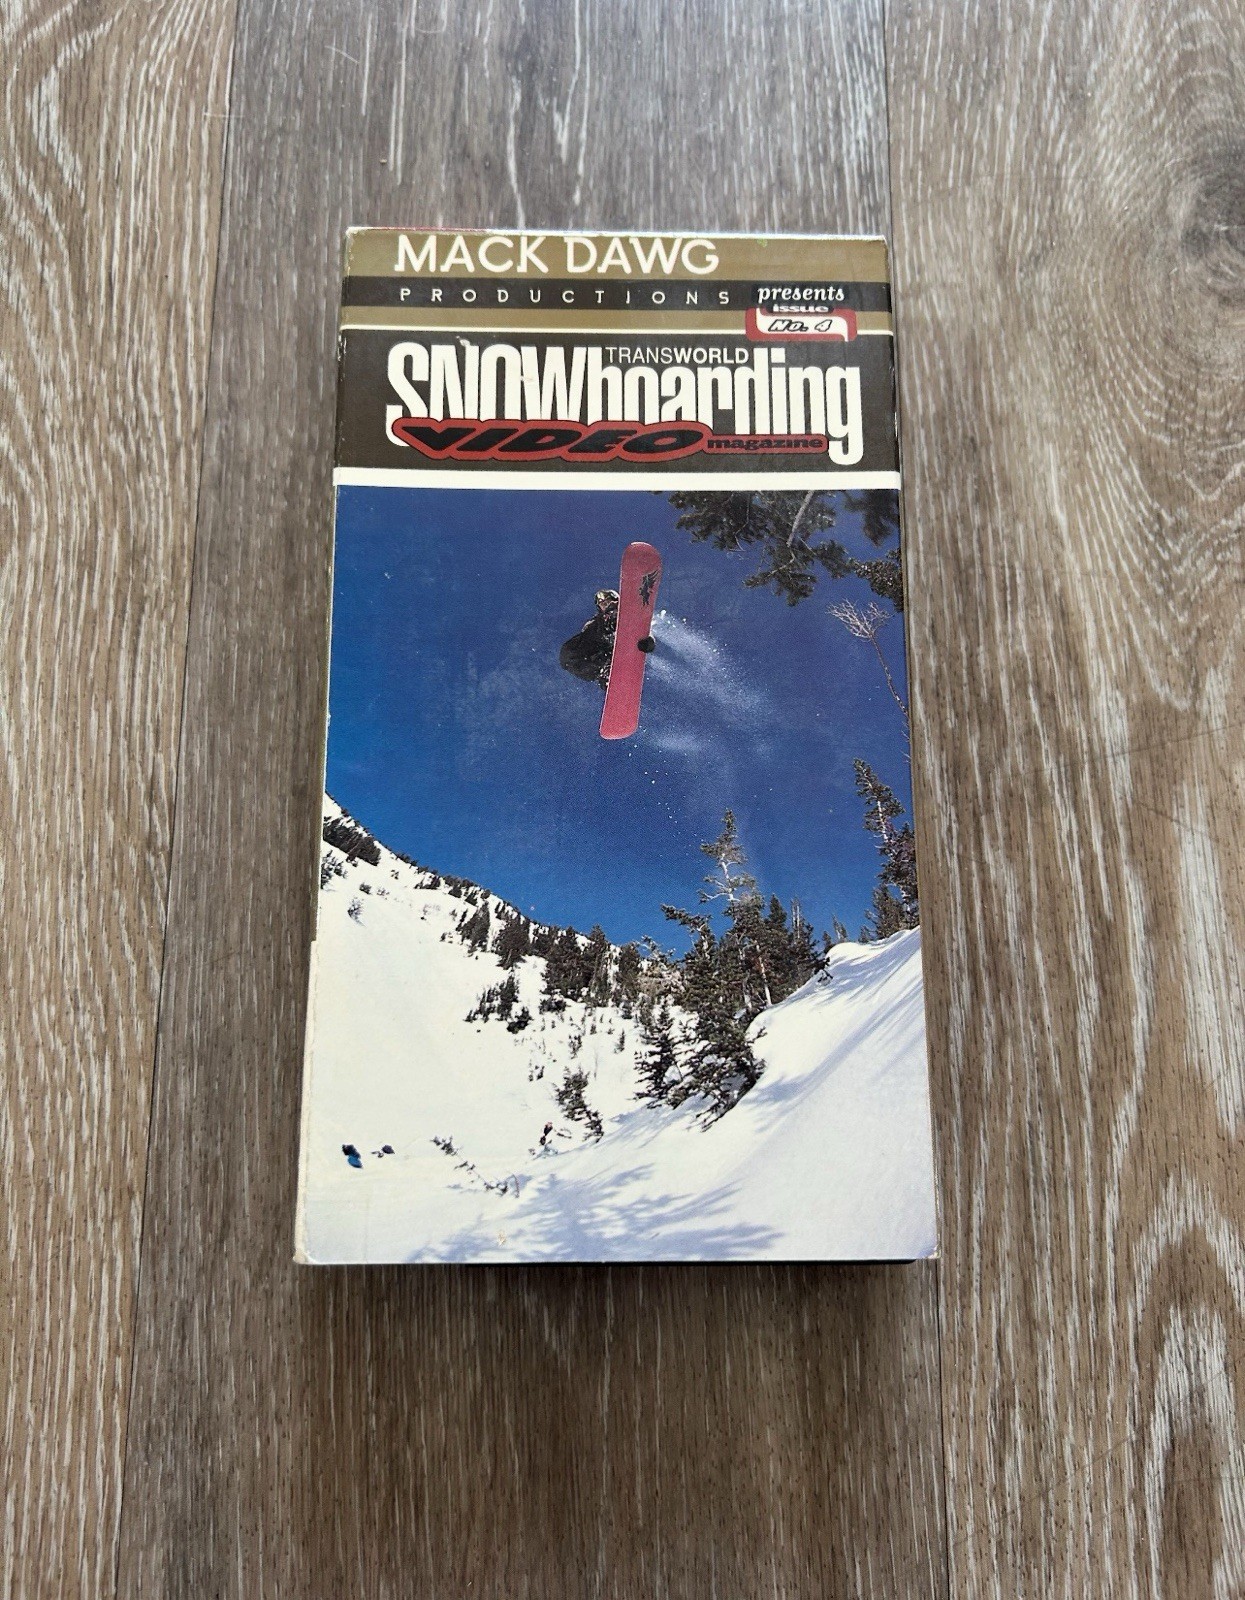 MACK DAWG
PRODUCTIONS presents
issue
No. 4
TRANSWORLD
SNOWboarding
VIDEO magazine